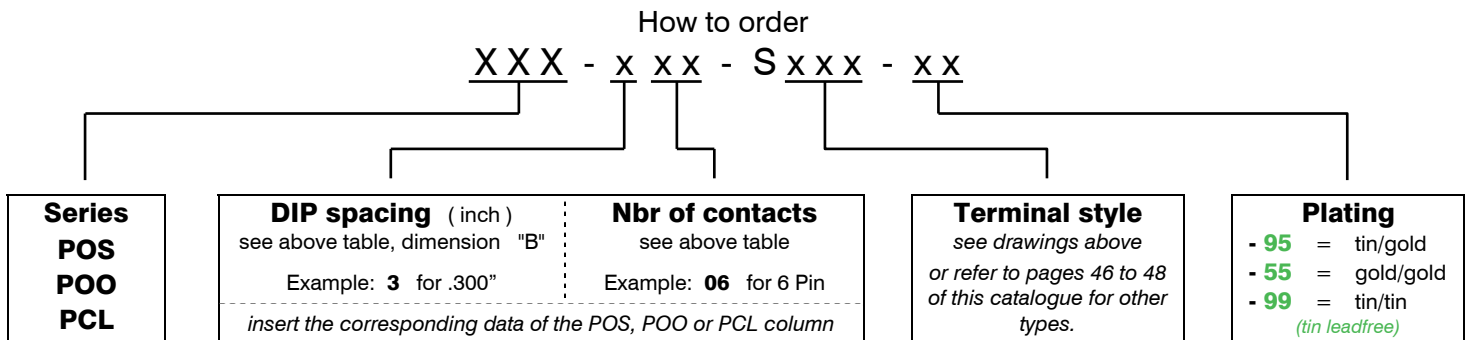 How to order
XXX - x xx - S xxx - xx
Series
POS
POO
PCL
DIP spacing ( inch )
see above table, dimension "B"
Example: 3 for .300”
Nbr of contacts
see above table
Example: 06 for 6 Pin
insert the corresponding data of the POS, POO or PCL column
Terminal style
see drawings above
or refer to pages 46 to 48
of this catalogue for other
types.
Plating
- 95 = tin/gold
- 55 = gold/gold
- 99 = tin/tin
(tin leadfree)